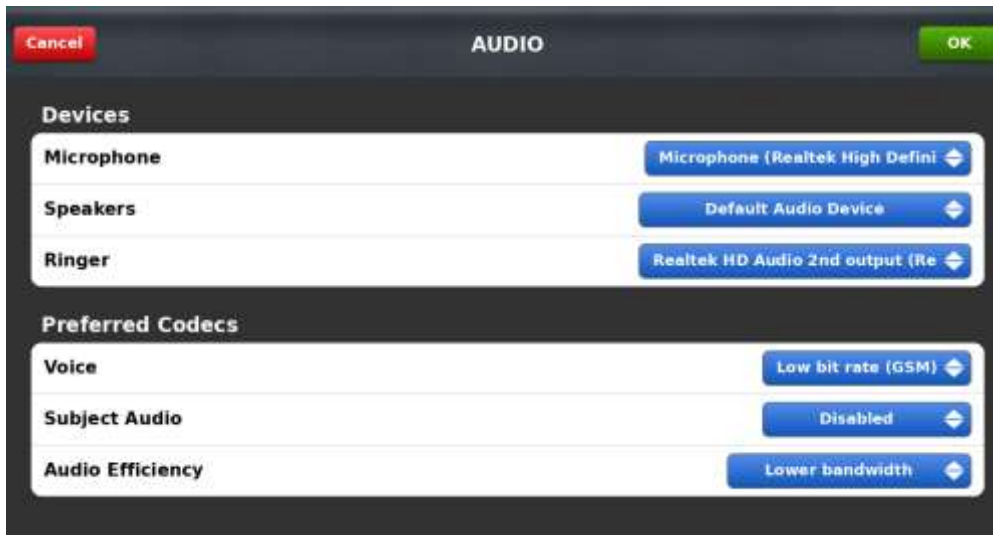 Cancel
AUDIO
OK
Devices
Microphone
Microphone (Realtek High Defini
Speakers
Default Audio Device
Ringer
Realtek HD Audio 2nd output (Re
Preferred Codecs
Voice
Low bit rate (GSM)
Subject Audio
Disabled
Audio Efficiency
Lower bandwidth